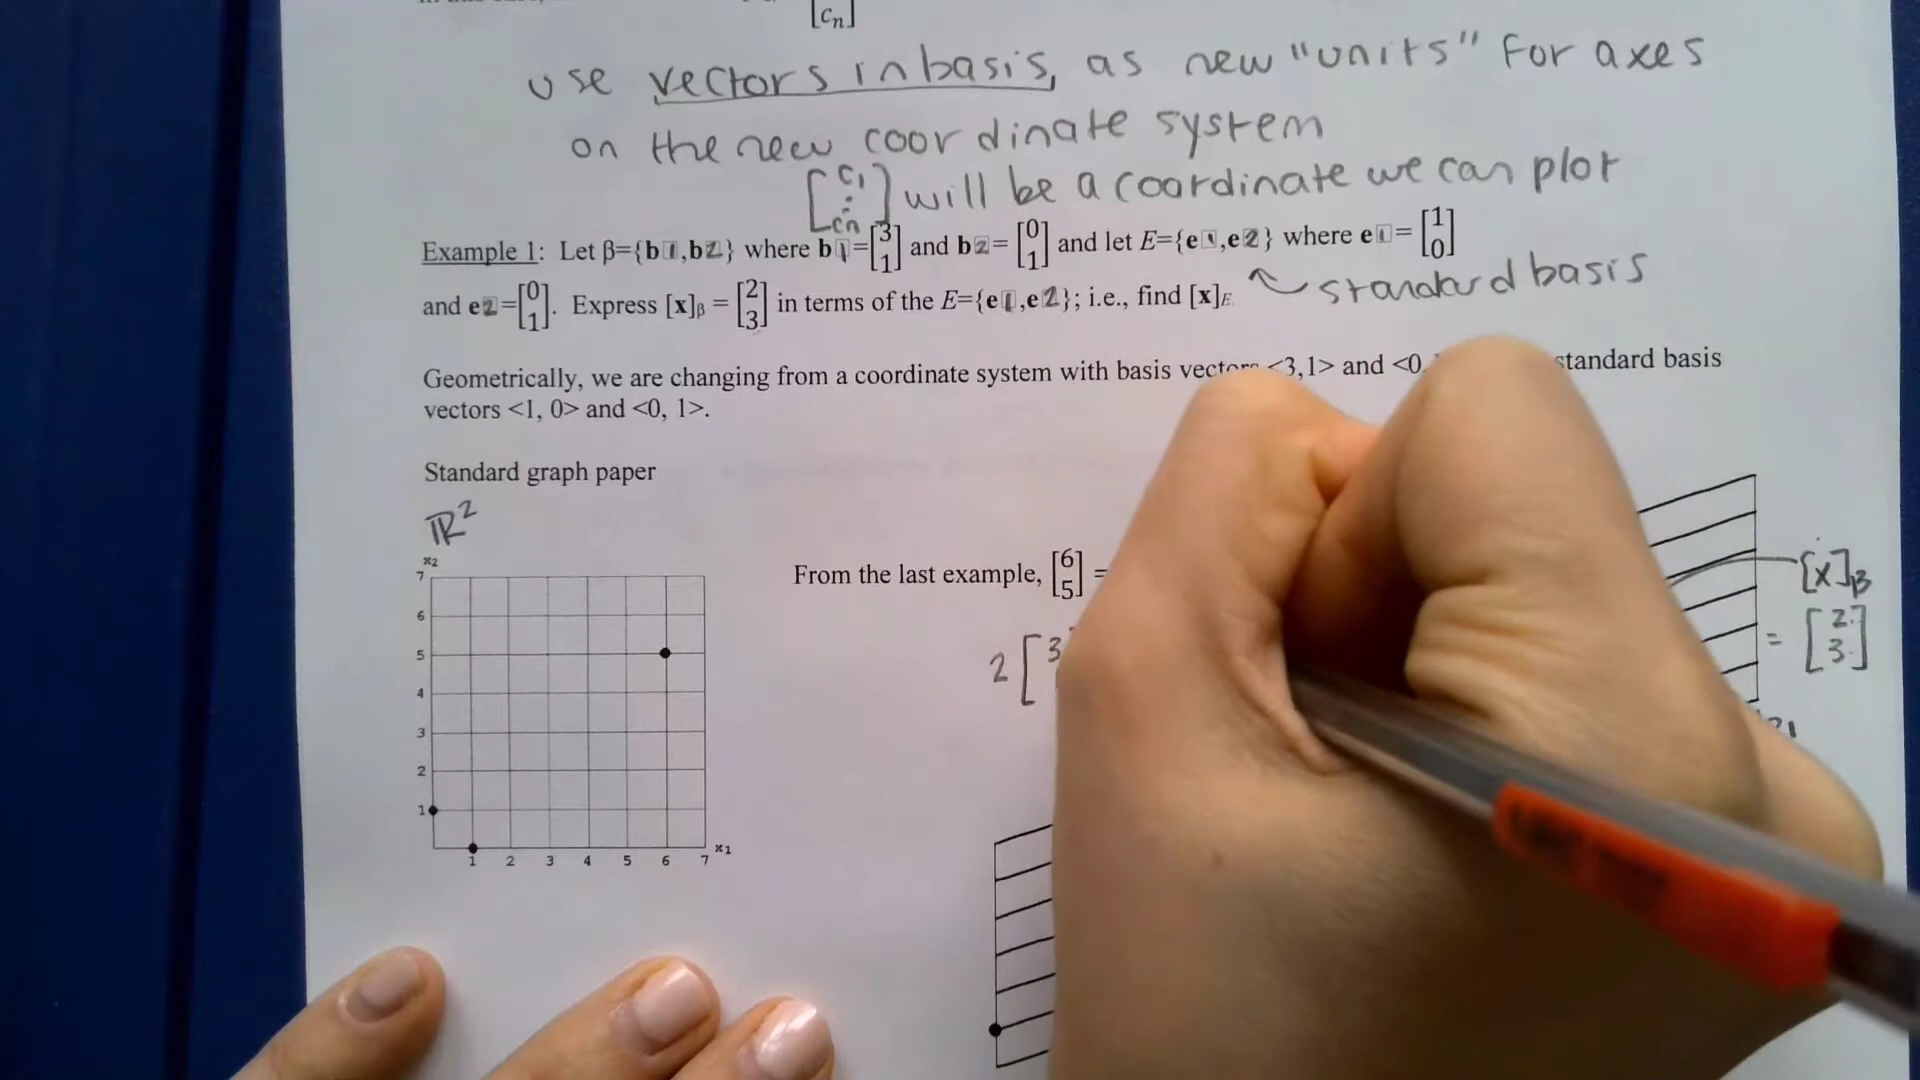 [cₙ]
use vectors in basis, as new "units" for axes
on the new coordinate system
[c₁ ⋮ cn] will be a coordinate we can plot
Example 1: Let β={b1,b2} where b1=[3 1] and b2=[0 1] and let E={e1,e2} where e1=[1 0]
and e2=[0 1]. Express [x]β = [2 3] in terms of the E={e1,e2}; i.e., find [x]E.
standard basis
Geometrically, we are changing from a coordinate system with basis vectors <3,1> and <0, standard basis
vectors <1, 0> and <0, 1>.
Standard graph paper
ℝ²
x2
7
6
5
4
3
2
1
1 2 3 4 5 6 7 x1
From the last example, [6 5] =
2 [3
[x]β
= [2 3]